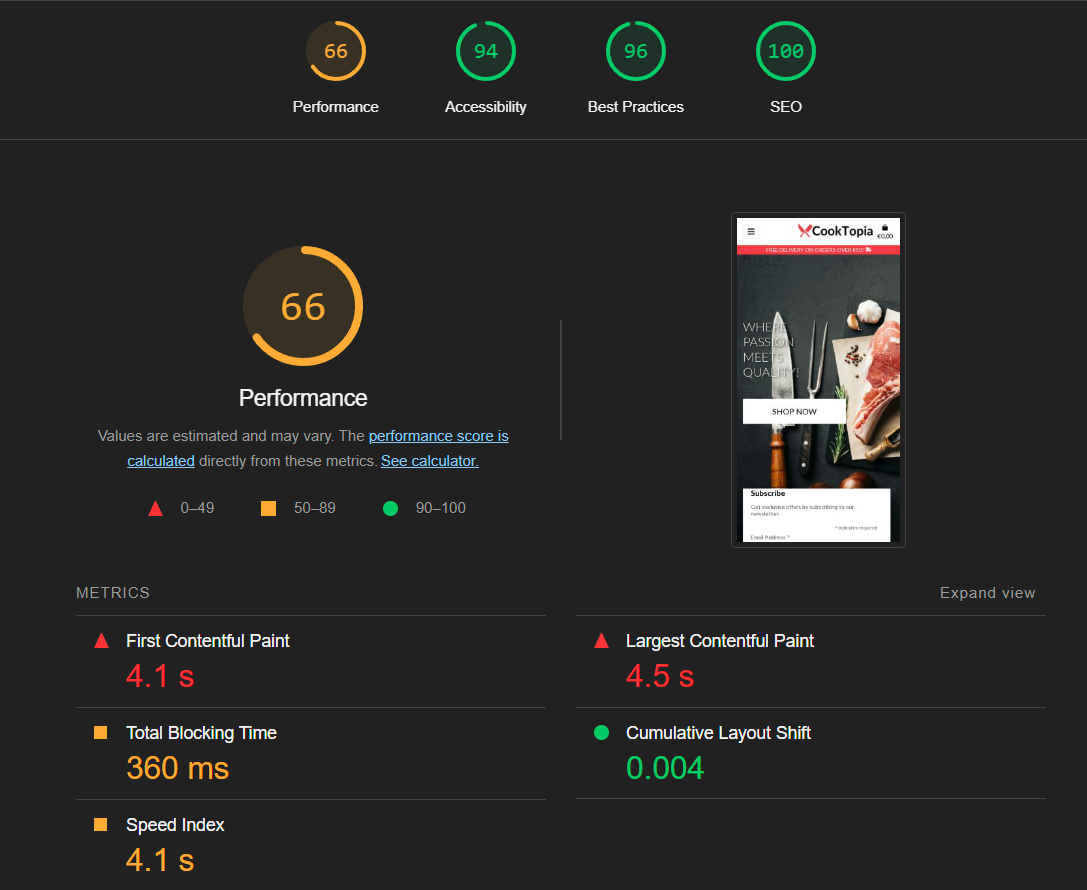 66
94
96
100
Performance
Accessibility
Best Practices
SEO
66
Performance
Values are estimated and may vary. The performance score is
calculated directly from these metrics. See calculator.
0–49
50–89
90–100
CookTopia
€0.00
FREE DELIVERY ON ORDERS OVER €50!
WHERE
PASSION
MEETS
QUALITY!
SHOP NOW
Subscribe
Get exclusive offers by subscribing to our
newsletter.
* indicates required
Email Address *
METRICS
Expand view
First Contentful Paint
4.1 s
Largest Contentful Paint
4.5 s
Total Blocking Time
360 ms
Cumulative Layout Shift
0.004
Speed Index
4.1 s